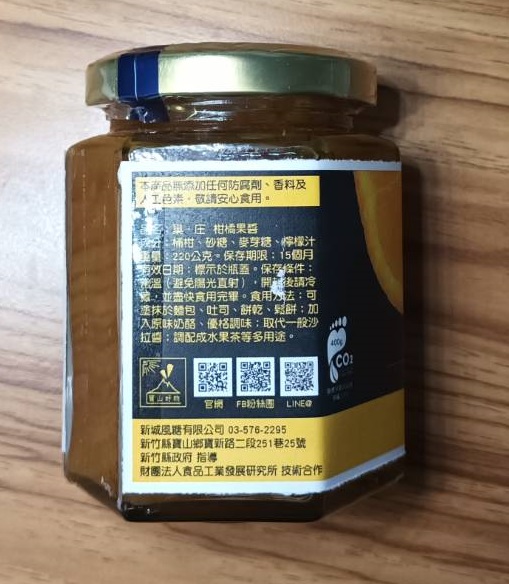 本商品無添加任何防腐劑、香料及
人工色素，敬請安心食用。
巢 庄 柑橘果醬
桶柑、砂糖、麥芽糖、檸檬汁
220公克。保存期限：15個月
有效日期：標示於瓶蓋。保存條件：
常溫（避免陽光直射），開封後請冷
藏，並盡快食用完畢。食用方法：可
塗抹於麵包、吐司、餅乾、鬆餅；加
入原味奶酪、優格調味；取代一般沙
拉醬；調配成水果茶等多用途。
400g
CO2
寶山好物
官網 FB粉絲團 LINE@
新城風糖有限公司 03-576-2295
新竹縣寶山鄉寶新路二段251巷25號
新竹縣政府 指導
財團法人食品工業發展研究所 技術合作